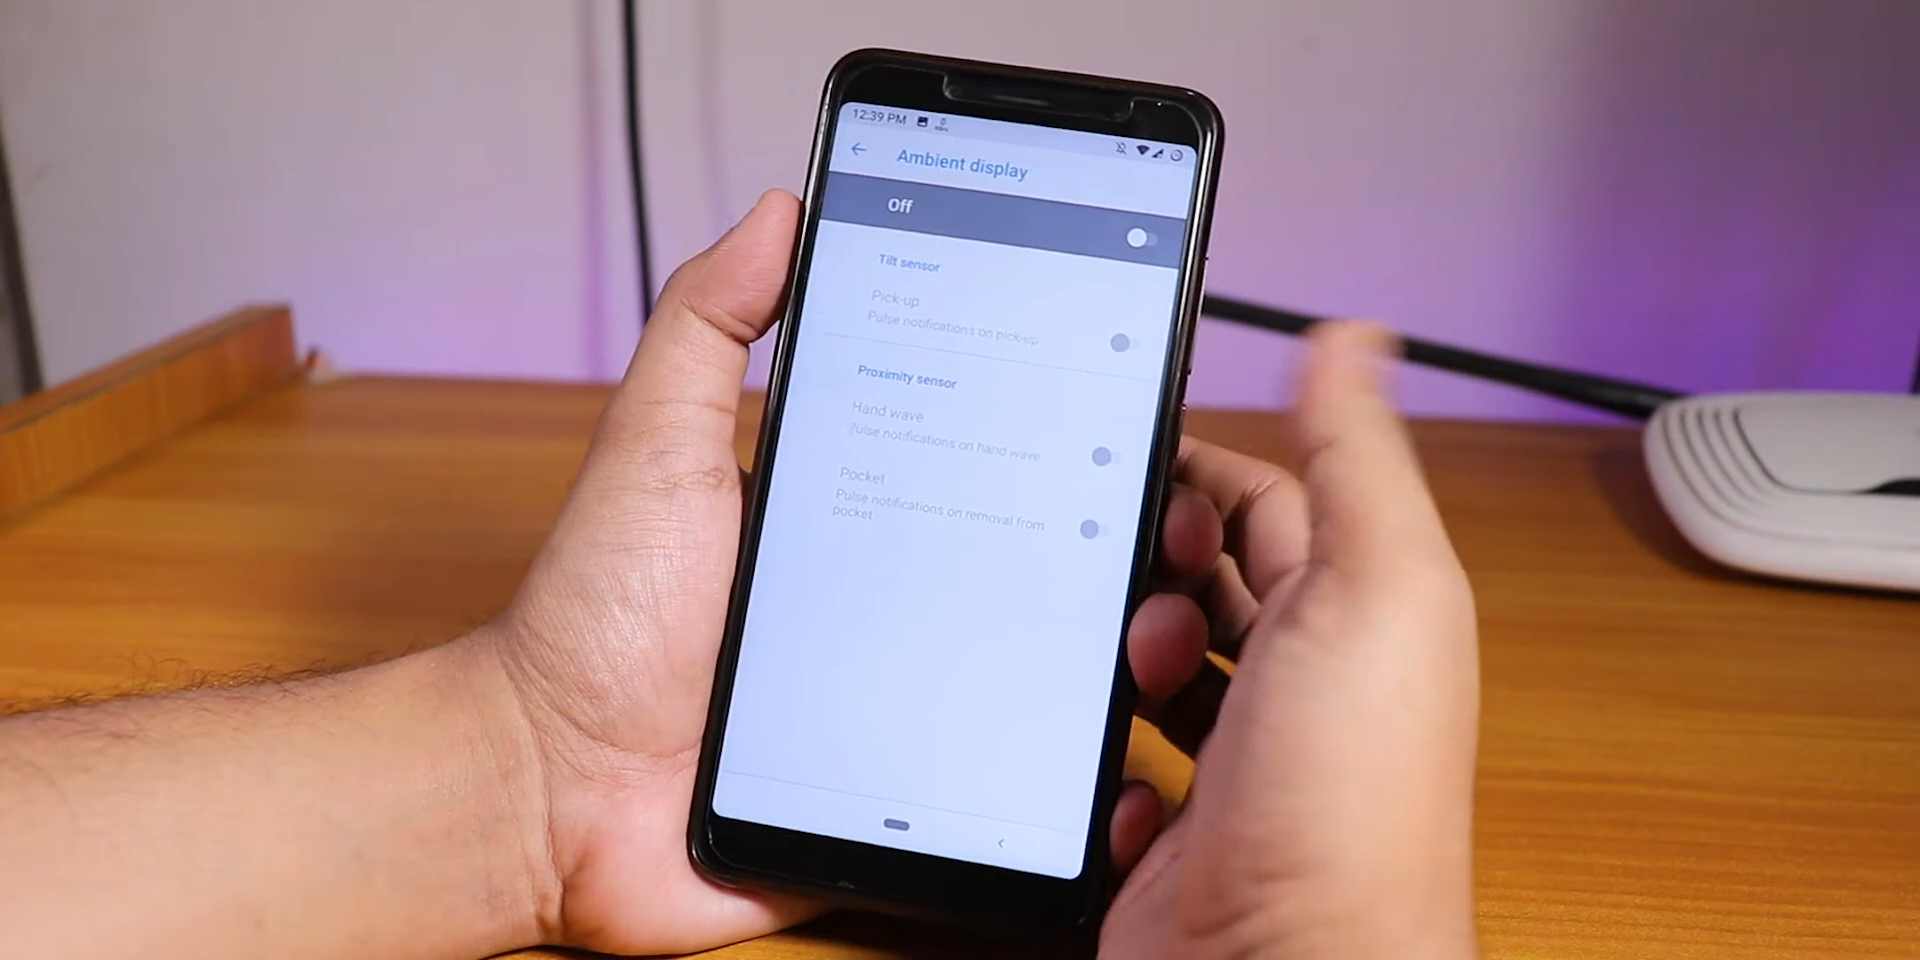 12:39 PM
Ambient display
Off
Tilt sensor
Pick-up
Pulse notifications on pick-up
Proximity sensor
Hand wave
Pulse notifications on hand wave
Pocket
Pulse notifications on removal from
pocket